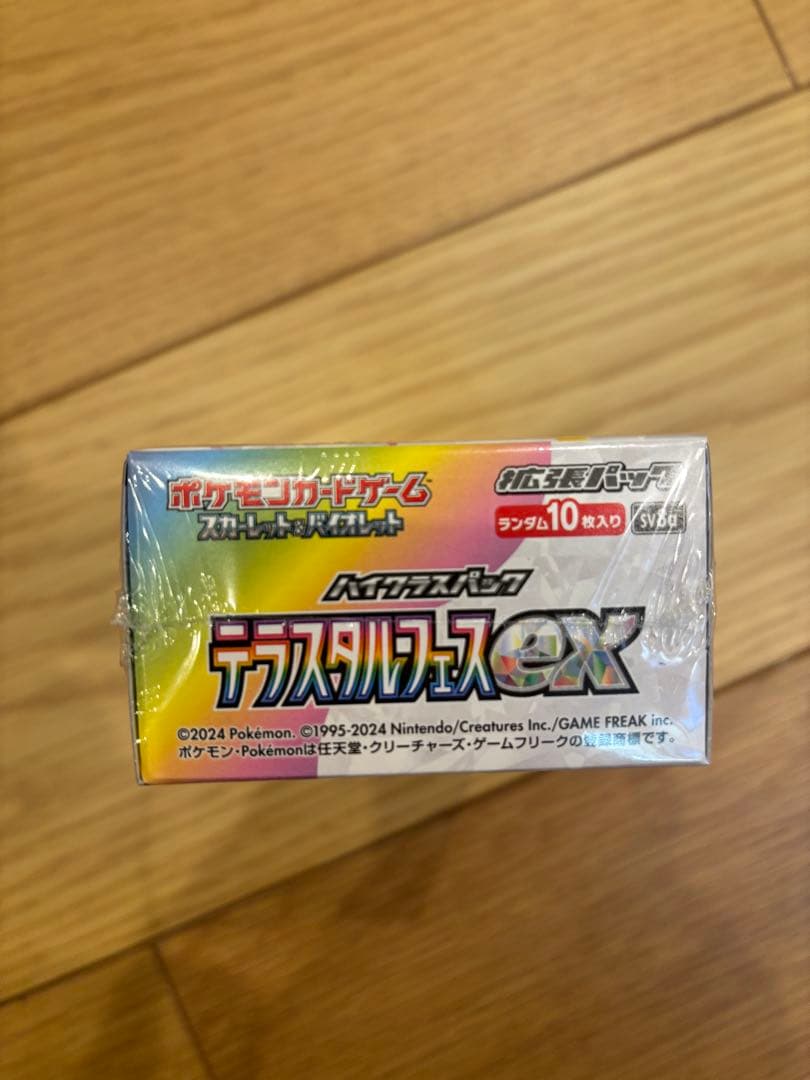 ポケモンカードゲーム
スカーレット&バイオレット
拡張パック
ランダム10枚入り
ハイクラスパック
テラスタルフェスex
©2024 Pokémon. ©1995-2024 Nintendo/Creatures Inc./GAME FREAK inc.
ポケモン・Pokémonは任天堂・クリーチャーズ・ゲームフリークの登録商標です。